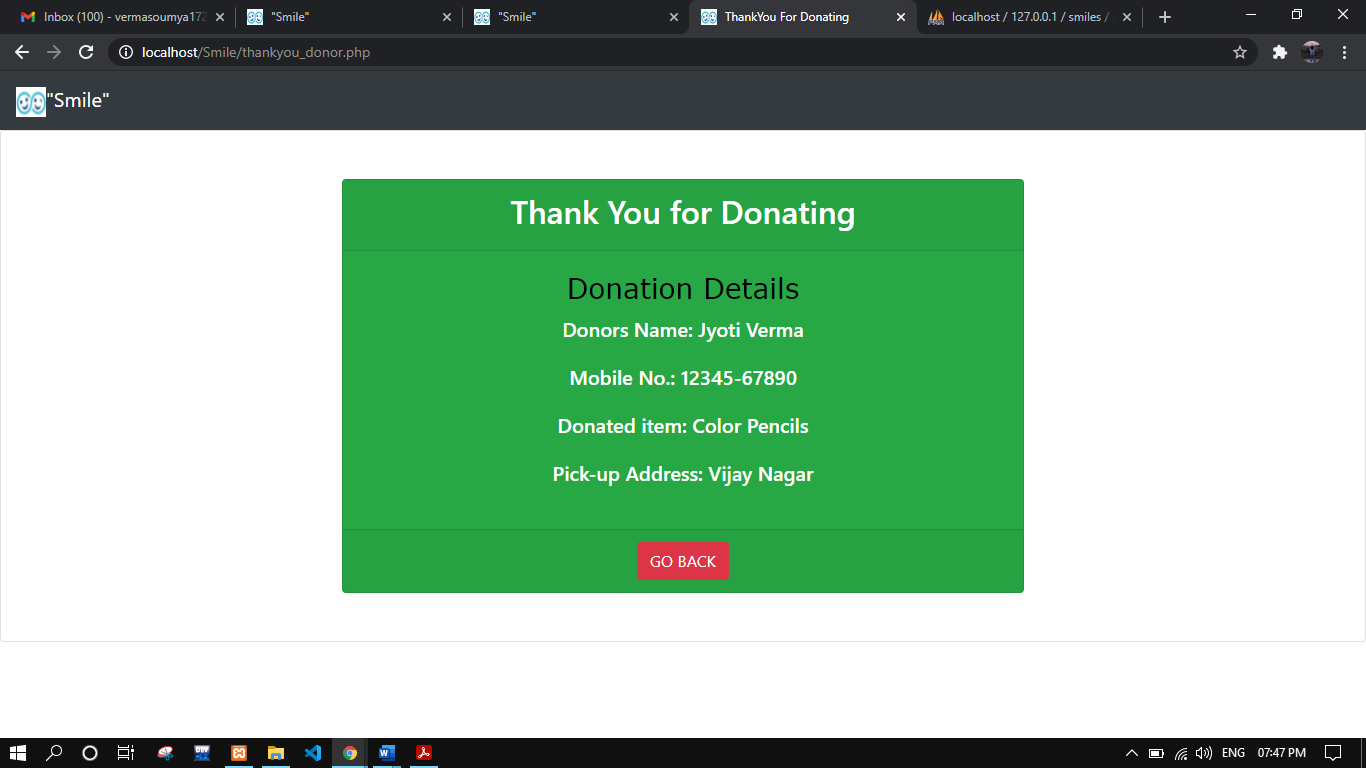 Inbox (100) - vermasoumya172
"Smile"
"Smile"
ThankYou For Donating
localhost / 127.0.0.1 / smiles /
localhost/Smile/thankyou_donor.php
"Smile"
Thank You for Donating
Donation Details
Donors Name: Jyoti Verma
Mobile No.: 12345-67890
Donated item: Color Pencils
Pick-up Address: Vijay Nagar
GO BACK
ENG
07:47 PM